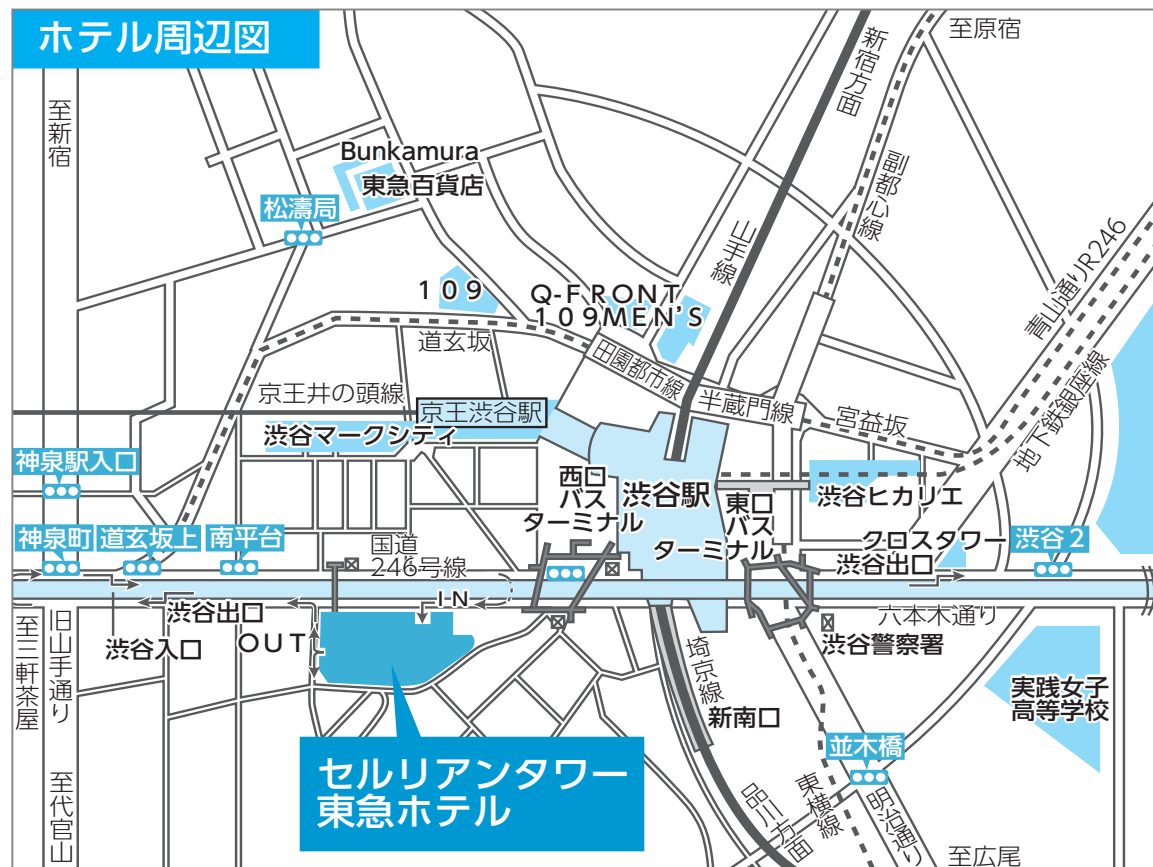 ホテル周辺図
至原宿
新宿方面
至新宿
副都心線
Bunkamura
東急百貨店
松濤局
山手線
青山通りR246
109
Q-FRONT
109MEN'S
道玄坂
田園都市線
半蔵門線
宮益坂
地下鉄銀座線
京王井の頭線
京王渋谷駅
渋谷マークシティ
神泉駅入口
西口
バス
ターミナル
渋谷駅
東口
バス
ターミナル
渋谷ヒカリエ
クロスタワー
渋谷出口
渋谷2
神泉町
道玄坂上
南平台
国道
246号線
IN
渋谷出口
渋谷入口
OUT
六本木通り
渋谷警察署
至三軒茶屋
旧山手通り
埼京線
新南口
実践女子
高等学校
並木橋
セルリアンタワー
東急ホテル
至代官山
品川方面
東横線
明治通り
至広尾